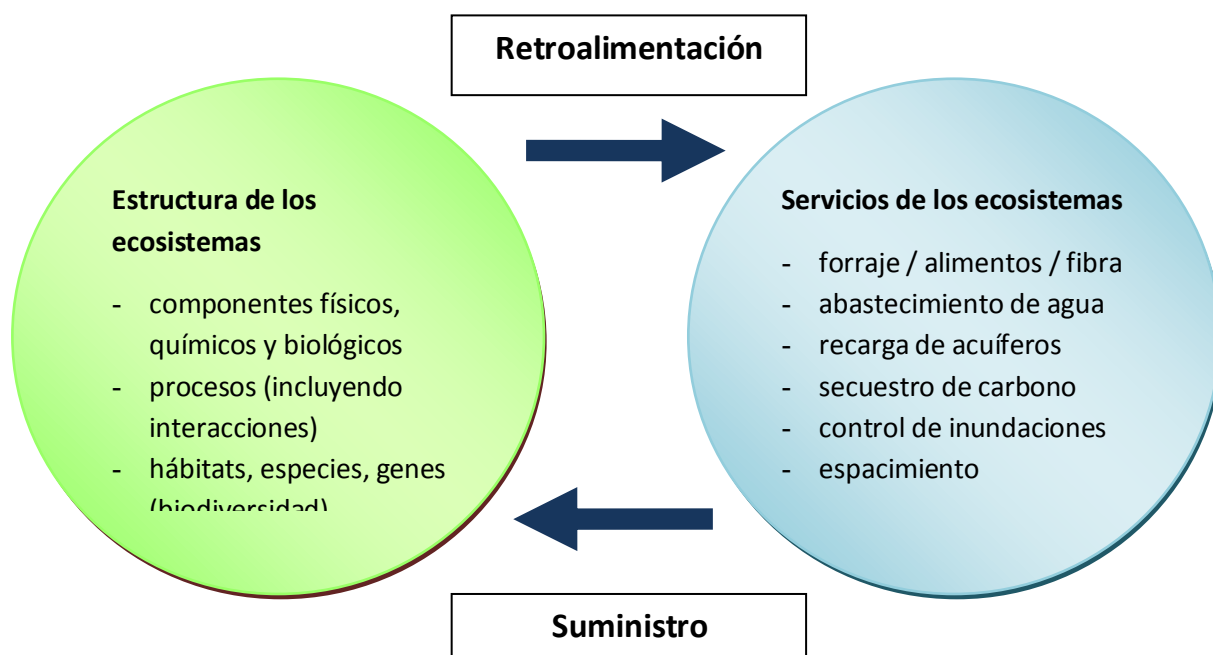 Retroalimentación
Estructura de los
ecosistemas
- componentes físicos,
químicos y biológicos
- procesos (incluyendo
interacciones)
- hábitats, especies, genes
(biodiversidad)
Servicios de los ecosistemas
- forraje / alimentos / fibra
- abastecimiento de agua
- recarga de acuíferos
- secuestro de carbono
- control de inundaciones
- espacimiento
Suministro